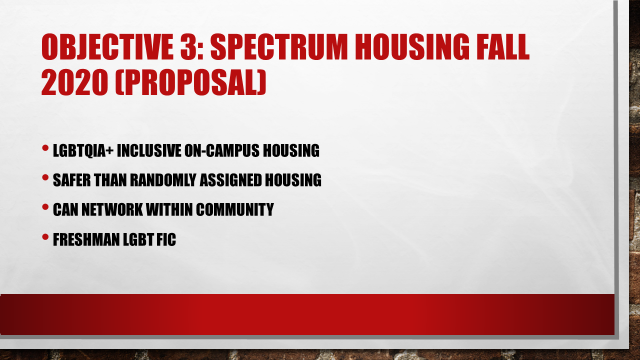 OBJECTIVE 3: SPECTRUM HOUSING FALL
2020 (PROPOSAL)
• LGBTQIA+ INCLUSIVE ON-CAMPUS HOUSING
• SAFER THAN RANDOMLY ASSIGNED HOUSING
• CAN NETWORK WITHIN COMMUNITY
• FRESHMAN LGBT FIC